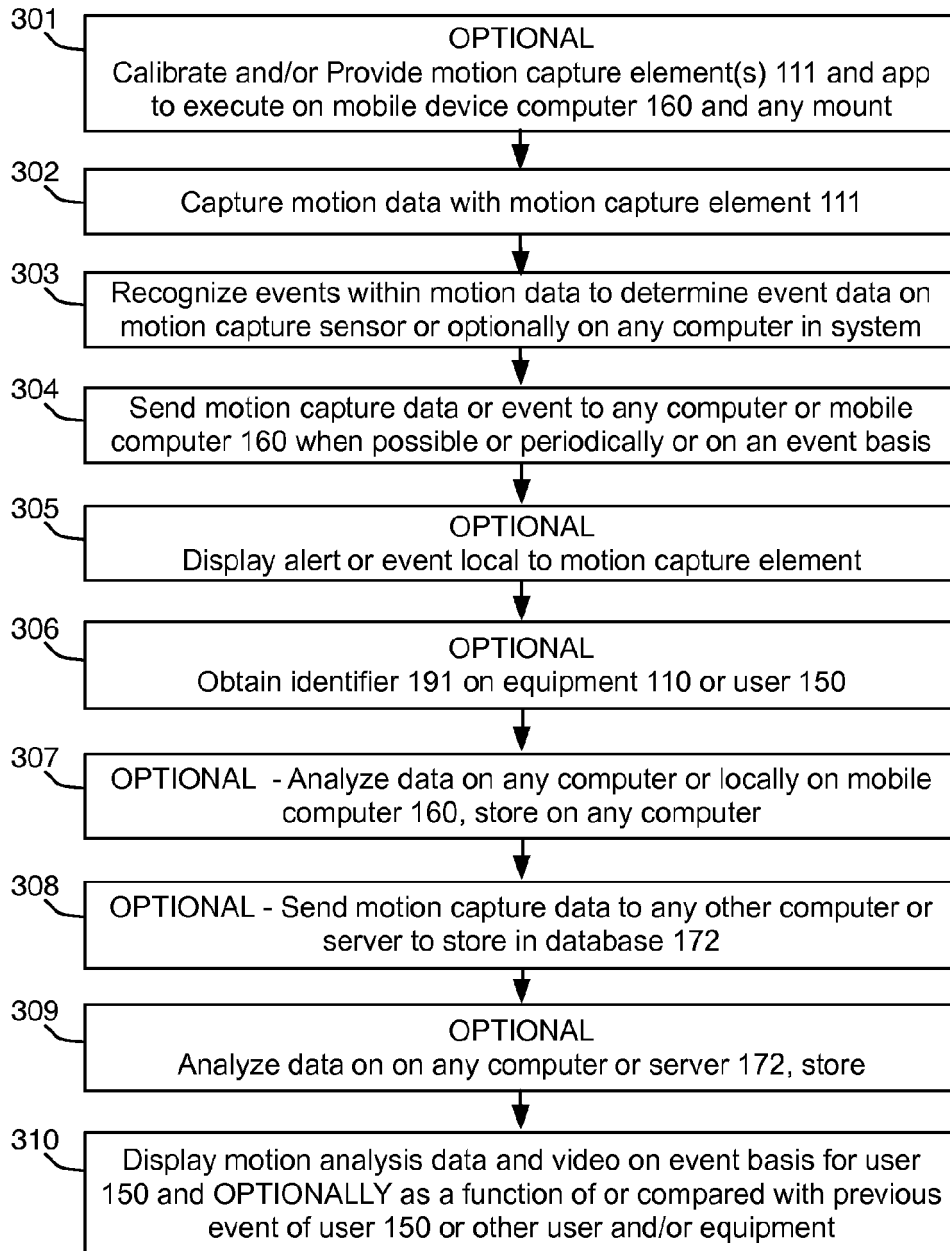 301
OPTIONAL
Calibrate and/or Provide motion capture element(s) 111 and app
to execute on mobile device computer 160 and any mount
302
Capture motion data with motion capture element 111
303
Recognize events within motion data to determine event data on
motion capture sensor or optionally on any computer in system
304
Send motion capture data or event to any computer or mobile
computer 160 when possible or periodically or on an event basis
305
OPTIONAL
Display alert or event local to motion capture element
306
OPTIONAL
Obtain identifier 191 on equipment 110 or user 150
307
OPTIONAL - Analyze data on any computer or locally on mobile
computer 160, store on any computer
308
OPTIONAL - Send motion capture data to any other computer or
server to store in database 172
309
OPTIONAL
Analyze data on on any computer or server 172, store
310
Display motion analysis data and video on event basis for user
150 and OPTIONALLY as a function of or compared with previous
event of user 150 or other user and/or equipment